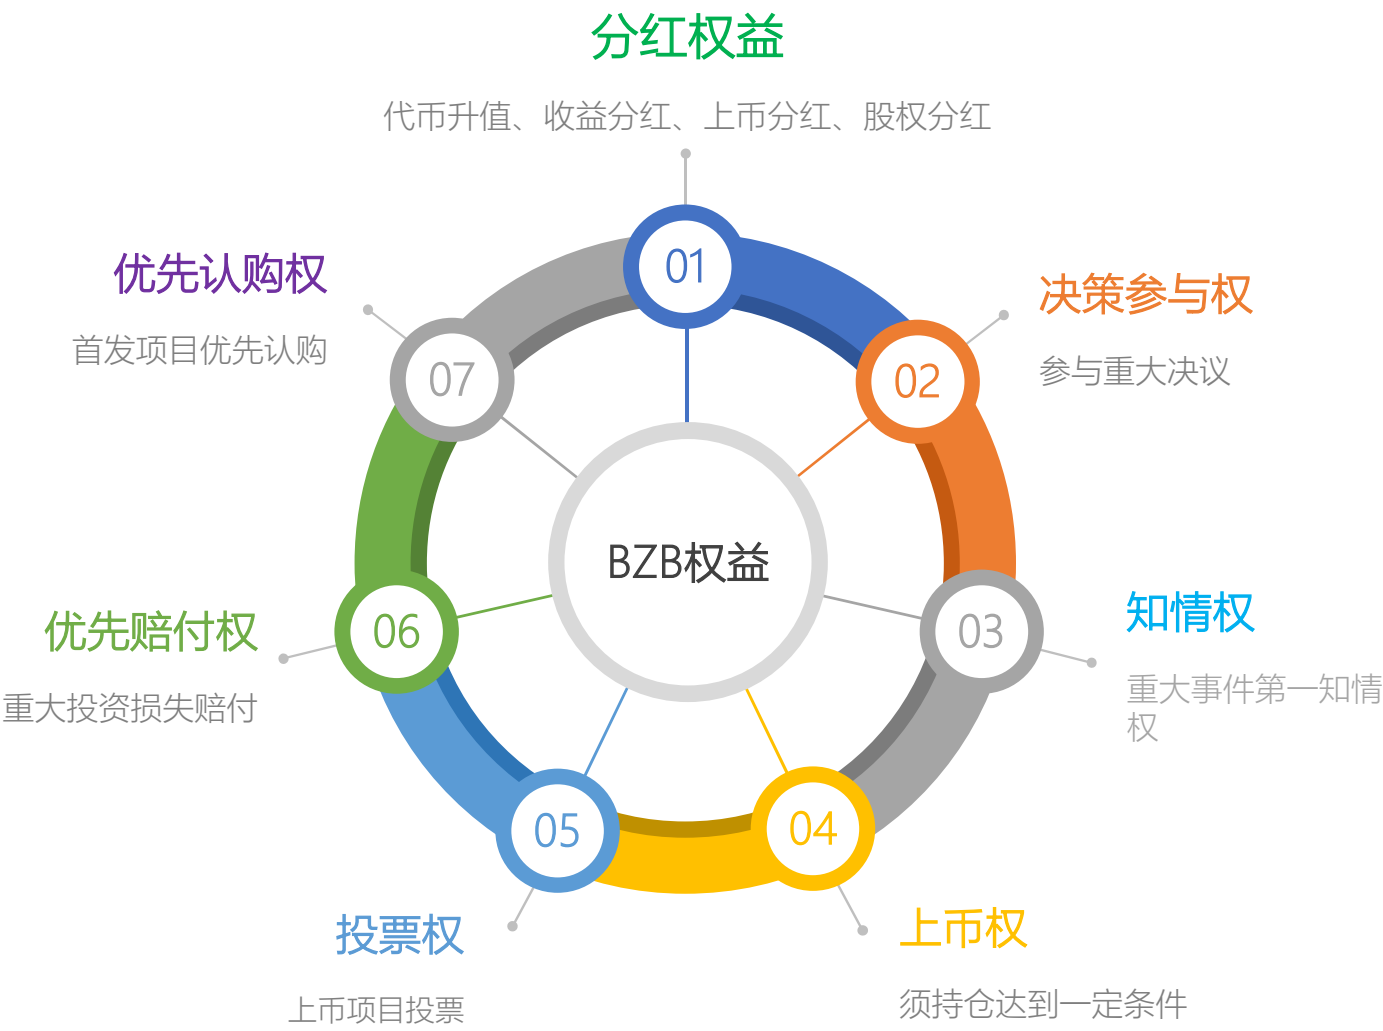 分红权益
代币升值、收益分红、上币分红、股权分红
01
优先认购权
首发项目优先认购
07
决策参与权
参与重大决议
02
BZB权益
知情权
重大事件第一知情
权
03
优先赔付权
重大投资损失赔付
06
05
04
投票权
上币项目投票
上币权
须持仓达到一定条件